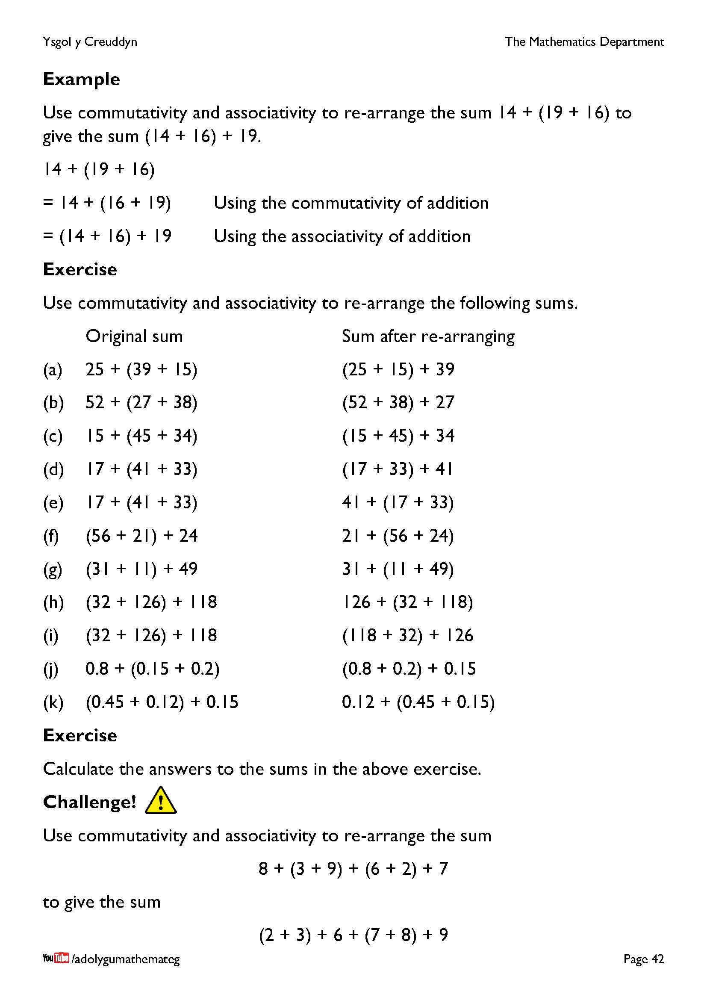 Ysgol y Creuddyn The Mathematics Department
Example
Use commutativity and associativity to re-arrange the sum 14 + (19 + 16) to
give the sum (14 + 16) + 19.
14 + (19 + 16)
= 14 + (16 + 19) Using the commutativity of addition
= (14 + 16) + 19 Using the associativity of addition
Exercise
Use commutativity and associativity to re-arrange the following sums.
Original sum Sum after re-arranging
(a) 25 + (39 + 15) (25 + 15) + 39
(b) 52 + (27 + 38) (52 + 38) + 27
(c) 15 + (45 + 34) (15 + 45) + 34
(d) 17 + (41 + 33) (17 + 33) + 41
(e) 17 + (41 + 33) 41 + (17 + 33)
(f) (56 + 21) + 24 21 + (56 + 24)
(g) (31 + 11) + 49 31 + (11 + 49)
(h) (32 + 126) + 118 126 + (32 + 118)
(i) (32 + 126) + 118 (118 + 32) + 126
(j) 0.8 + (0.15 + 0.2) (0.8 + 0.2) + 0.15
(k) (0.45 + 0.12) + 0.15 0.12 + (0.45 + 0.15)
Exercise
Calculate the answers to the sums in the above exercise.
Challenge! !
Use commutativity and associativity to re-arrange the sum
8 + (3 + 9) + (6 + 2) + 7
to give the sum
(2 + 3) + 6 + (7 + 8) + 9
YouTube /adolygumathemateg Page 42